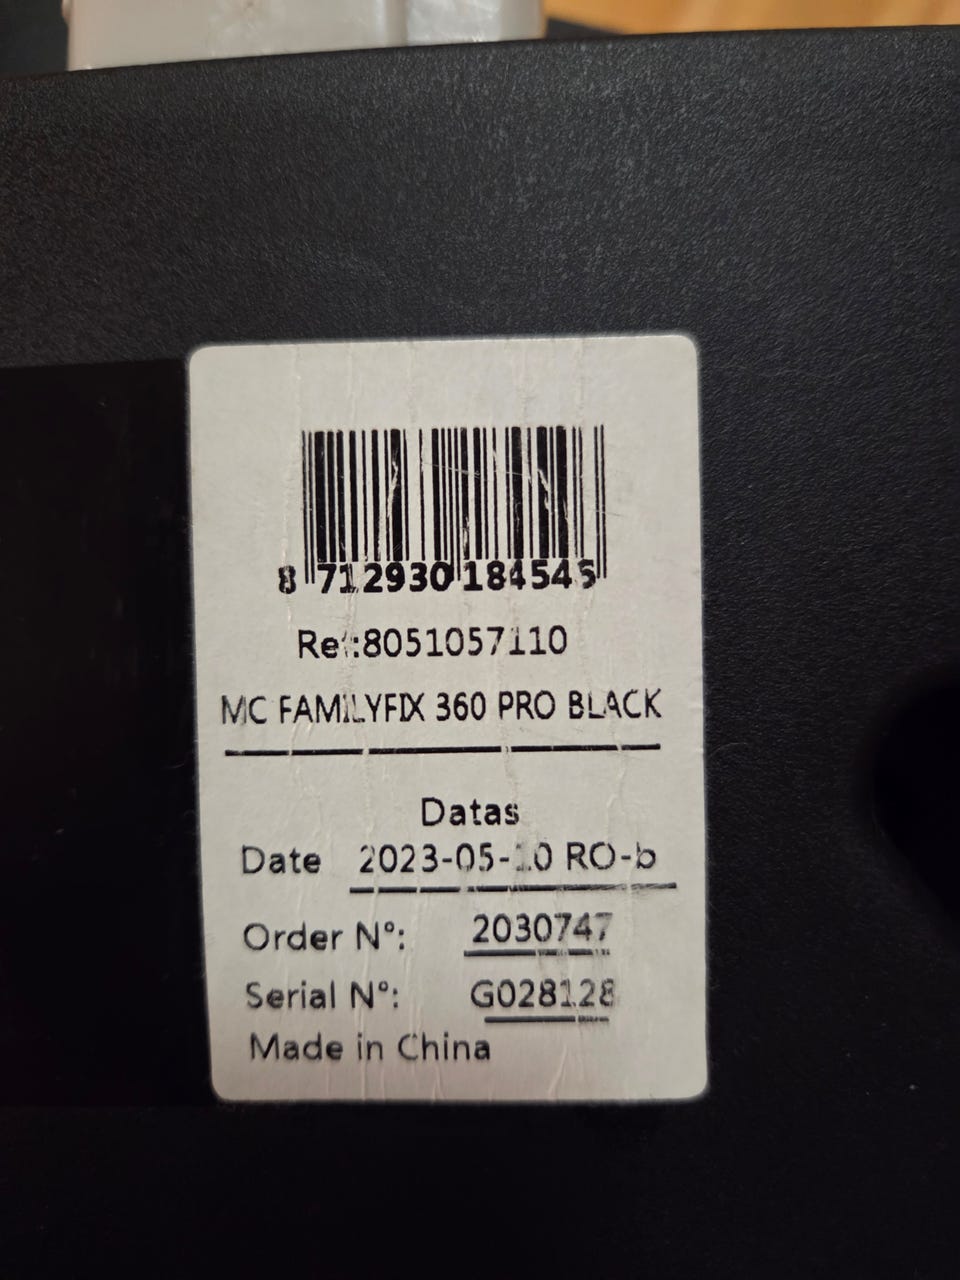 8 712930 184546
Ref.:8051057110
MC FAMILYFIX 360 PRO BLACK
Datas
Date 2023-05-10 RO-b
Order N°: 2030747
Serial N°: G028128
Made in China